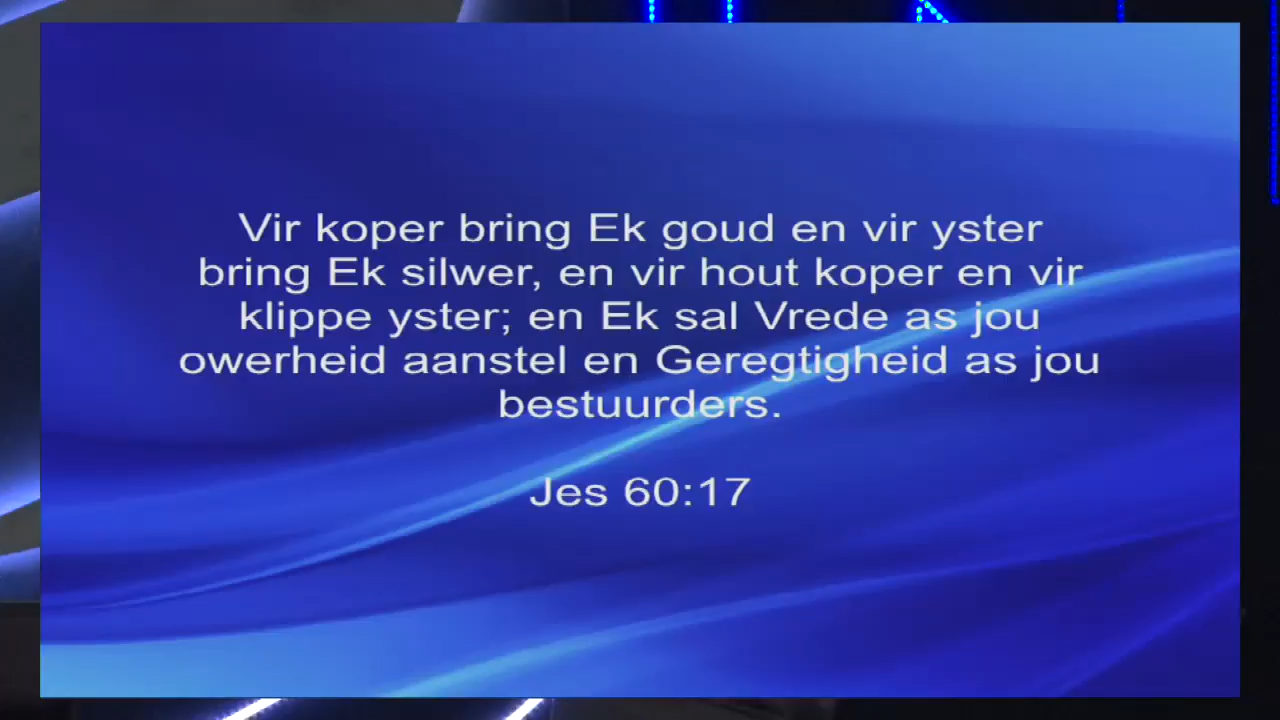 Vir koper bring Ek goud en vir yster
bring Ek silwer, en vir hout koper en vir
klippe yster; en Ek sal Vrede as jou
owerheid aanstel en Geregtigheid as jou
bestuurders.
Jes 60:17